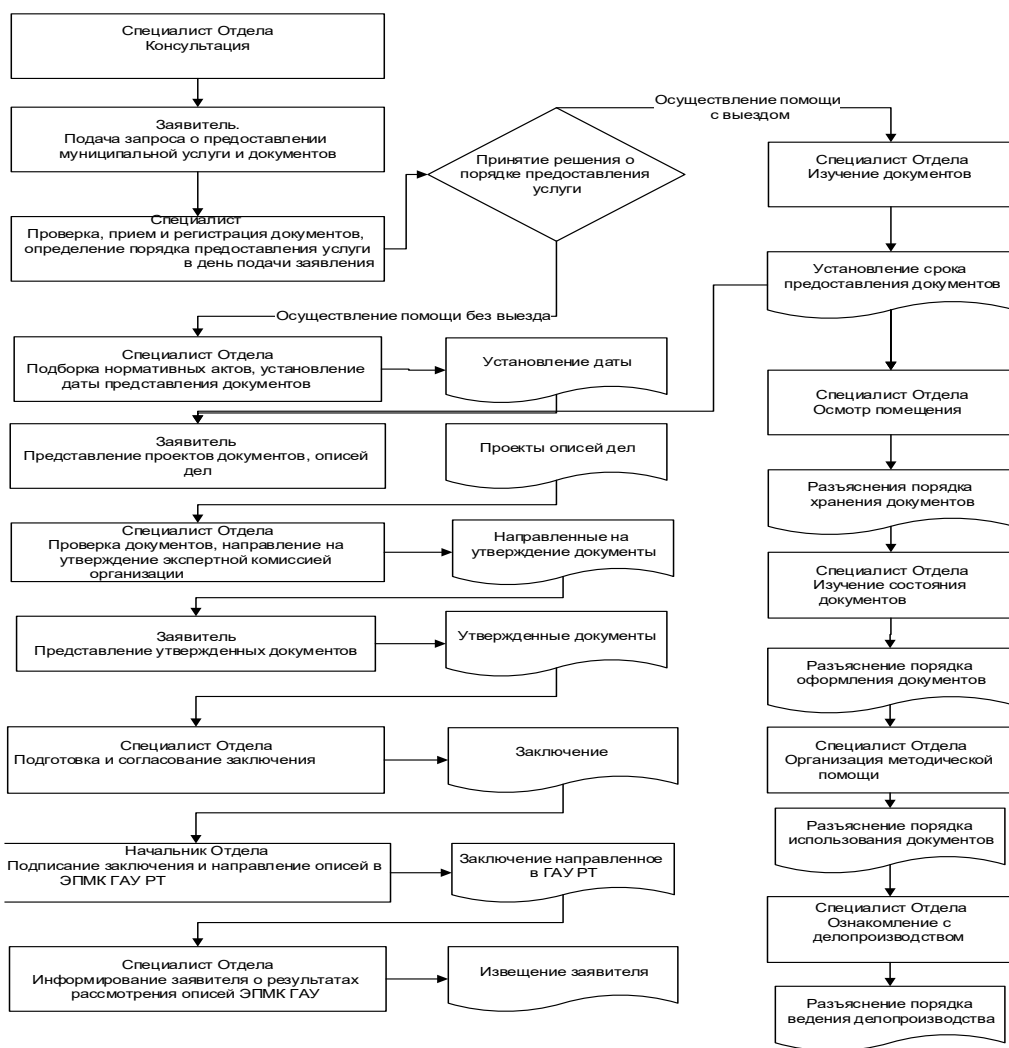 Специалист Отдела
Консультация
Заявитель.
Подача запроса о предоставлении
муниципальной услуги и документов
Специалист
Проверка, прием и регистрация документов,
определение порядка предоставления услуги
в день подачи заявления
Принятие решения о
порядке предоставления
услуги
Осуществление помощи
с выездом
Осуществление помощи без выезда
Специалист Отдела
Подборка нормативных актов, установление
даты представления документов
Установление даты
Заявитель
Представление проектов документов, описей
дел
Проекты описей дел
Специалист Отдела
Проверка документов, направление на
утверждение экспертной комиссией
организации
Направленные на
утверждение документы
Заявитель
Представление утвержденных документов
Утвержденные документы
Специалист Отдела
Подготовка и согласование заключения
Заключение
Начальник Отдела
Подписание заключения и направление описей в
ЭПМК ГАУ РТ
Заключение направленное
в ГАУ РТ
Специалист Отдела
Информирование заявителя о результатах
рассмотрения описей ЭПМК ГАУ
Извещение заявителя
Специалист Отдела
Изучение документов
Установление срока
предоставления документов
Специалист Отдела
Осмотр помещения
Разъяснения порядка
хранения документов
Специалист Отдела
Изучение состояния
документов
Разъяснение порядка
оформления документов
Специалист Отдела
Организация методической
помощи
Разъяснение порядка
использования документов
Специалист Отдела
Ознакомление с
делопроизводством
Разъяснение порядка
ведения делопроизводства